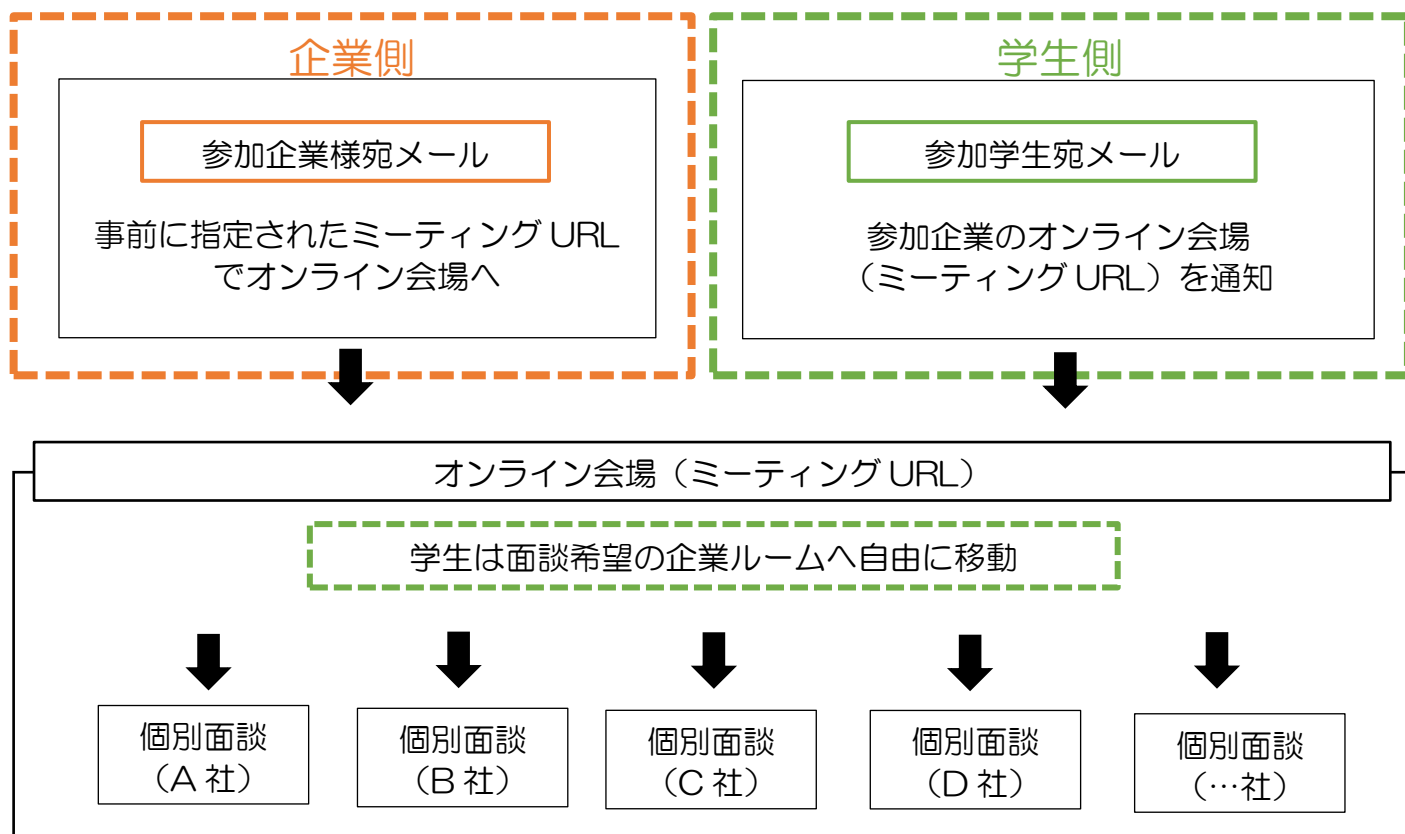 企業側
参加企業様宛メール
事前に指定されたミーティング URL
でオンライン会場へ
学生側
参加学生宛メール
参加企業のオンライン会場
（ミーティング URL）を通知
オンライン会場（ミーティング URL）
学生は面談希望の企業ルームへ自由に移動
個別面談
（A 社）
個別面談
（B 社）
個別面談
（C 社）
個別面談
（D 社）
個別面談
（…社）